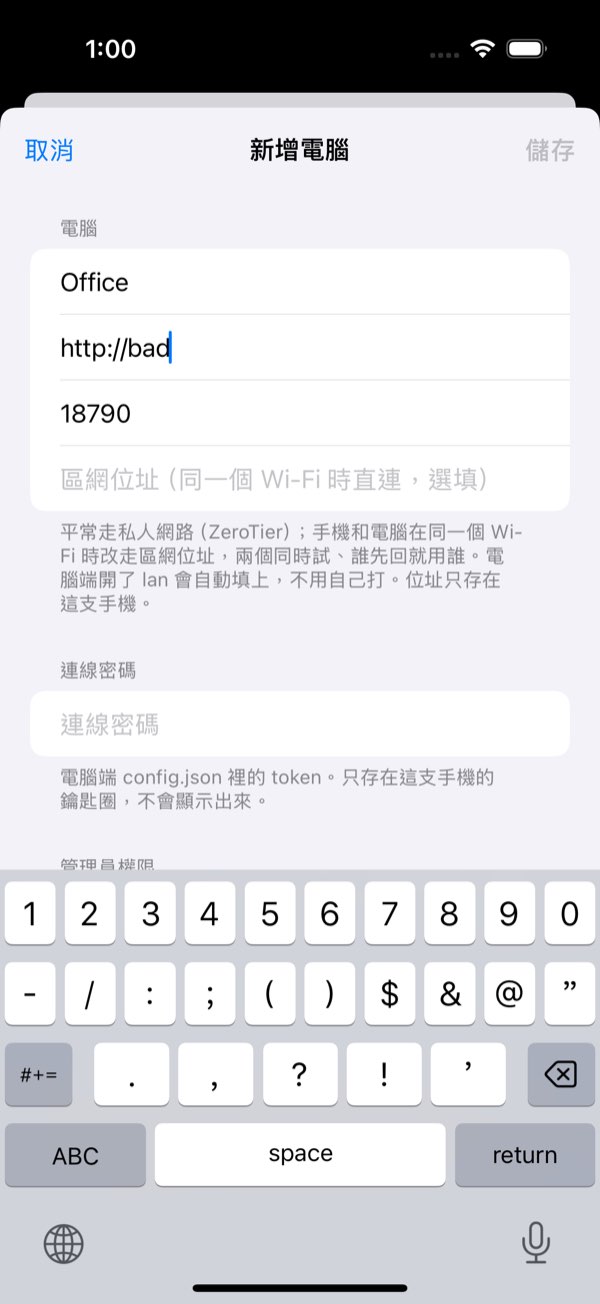 1:00
取消
新增電腦
儲存
電腦
Office
http://bad
18790
區網位址（同一個 Wi-Fi 時直連，選填）
平常走私人網路（ZeroTier）；手機和電腦在同一個 Wi-
Fi 時改走區網位址，兩個同時試、誰先回就用誰。電
腦端開了 lan 會自動填上，不用自己打。位址只存在
這支手機。
連線密碼
連線密碼
電腦端 config.json 裡的 token。只存在這支手機的
鑰匙圈，不會顯示出來。
管理員權限
1 2 3 4 5 6 7 8 9 0
- / : ; ( ) $ & @ ”
#+= . , ? ! ’
ABC space return